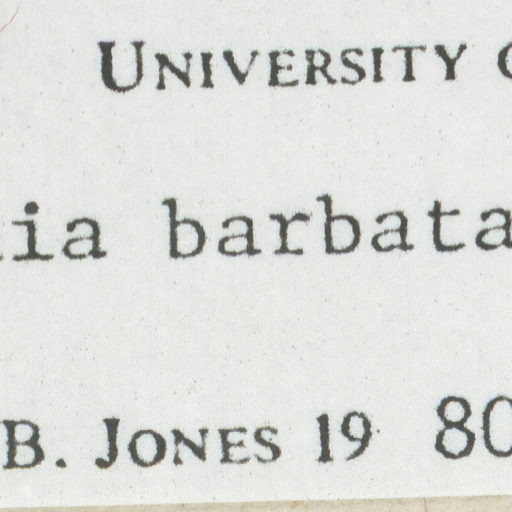 UNIVERSITY
ia barbata
B. JONES 19 80